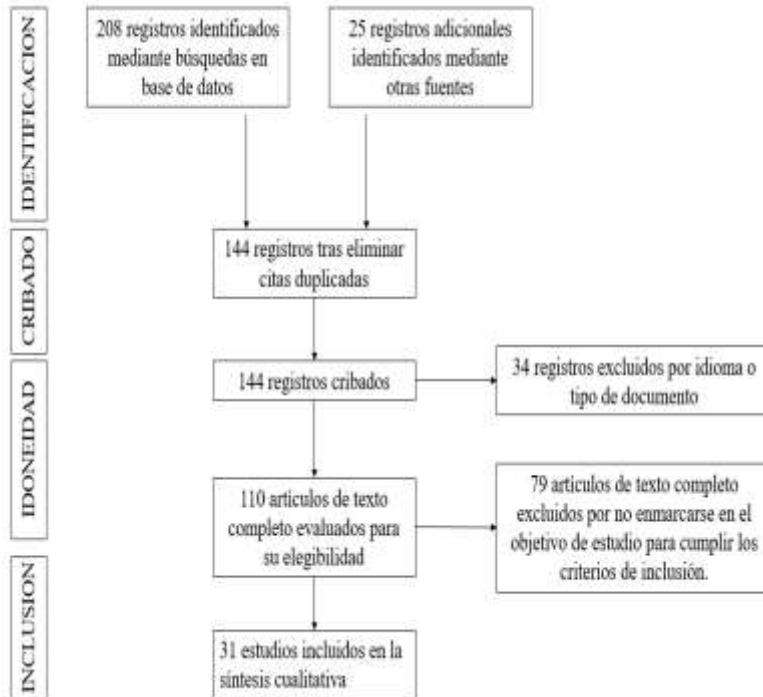 IDENTIFICACION
208 registros identificados
mediante búsquedas en
base de datos
25 registros adicionales
identificados mediante
otras fuentes
CRIBADO
144 registros tras eliminar
citas duplicadas
IDONEIDAD
144 registros cribados
34 registros excluidos por idioma o
tipo de documento
110 artículos de texto
completo evaluados para
su elegibilidad
79 artículos de texto completo
excluidos por no enmarcarse en el
objetivo de estudio para cumplir los
criterios de inclusión.
INCLUSION
31 estudios incluidos en la
síntesis cualitativa